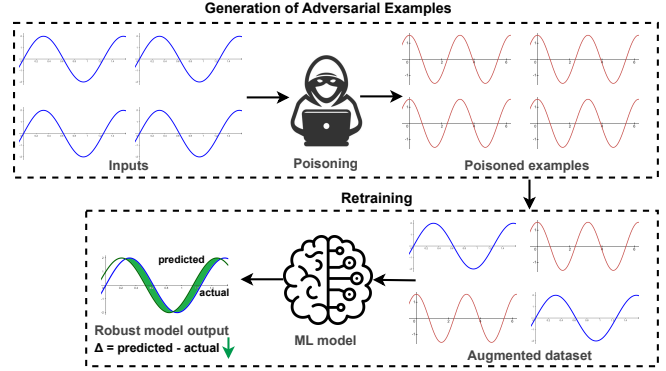 Generation of Adversarial Examples
Inputs
Poisoning
Poisoned examples
Retraining
predicted
actual
Robust model output
Δ = predicted - actual
ML model
Augmented dataset